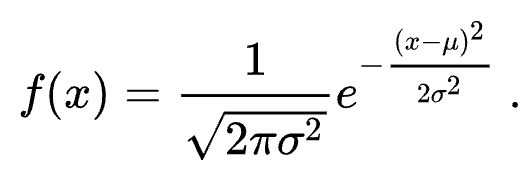 f(x) = \frac{1}{\sqrt{2\pi\sigma^2}} e^{-\frac{(x-\mu)^2}{2\sigma^2}} .